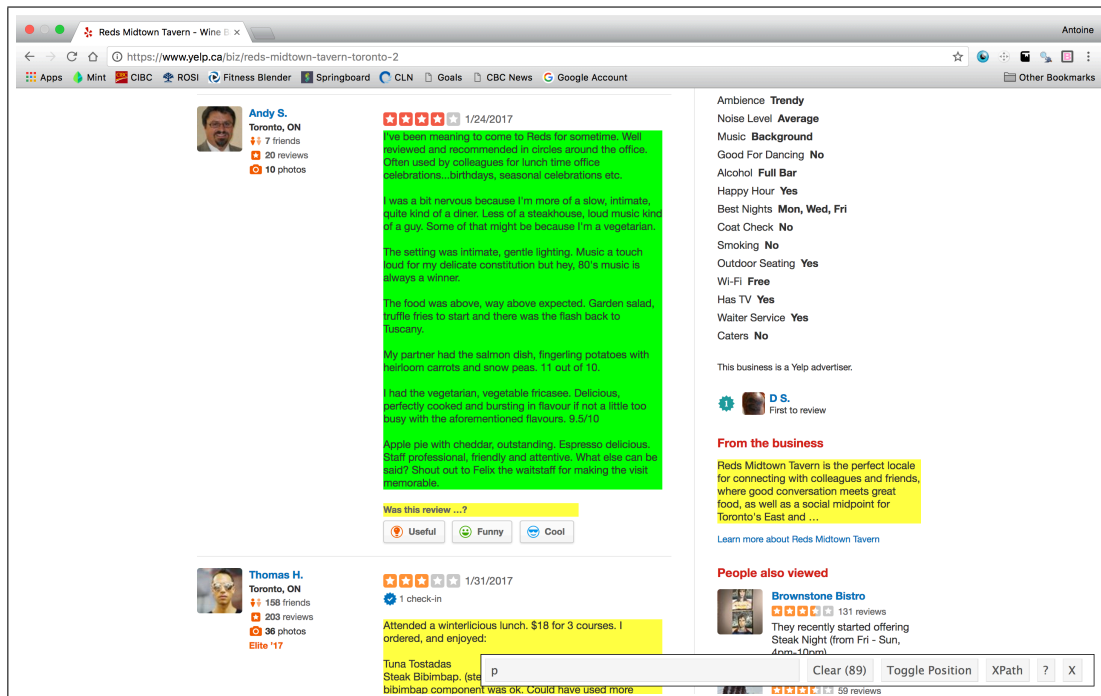 Reds Midtown Tavern - Wine B
Antoine
https://www.yelp.ca/biz/reds-midtown-tavern-toronto-2
Apps Mint CIBC ROSI Fitness Blender Springboard CLN Goals CBC News Google Account Other Bookmarks
Andy S.
Toronto, ON
7 friends
20 reviews
10 photos
1/24/2017
I've been meaning to come to Reds for sometime. Well
reviewed and recommended in circles around the office.
Often used by colleagues for lunch time office
celebrations...birthdays, seasonal celebrations etc.
I was a bit nervous because I'm more of a slow, intimate,
quite kind of a diner. Less of a steakhouse, loud music kind
of a guy. Some of that might be because I'm a vegetarian.
The setting was intimate, gentle lighting. Music a touch
loud for my delicate constitution but hey, 80's music is
always a winner.
The food was above, way above expected. Garden salad,
truffle fries to start and there was the flash back to
Tuscany.
My partner had the salmon dish, fingerling potatoes with
heirloom carrots and snow peas. 11 out of 10.
I had the vegetarian, vegetable fricasee. Delicious,
perfectly cooked and bursting in flavour if not a little too
busy with the aforementioned flavours. 9.5/10
Apple pie with cheddar, outstanding. Espresso delicious.
Staff professional, friendly and attentive. What else can be
said? Shout out to Felix the waitstaff for making the visit
memorable.
Was this review ...?
Useful Funny Cool
Thomas H.
Toronto, ON
158 friends
203 reviews
36 photos
Elite '17
1/31/2017
1 check-in
Attended a winterlicious lunch. $18 for 3 courses. I
ordered, and enjoyed:
Tuna Tostadas
Steak Bibimbap. (ste
bibimbap component was ok. Could have used more
Ambience Trendy
Noise Level Average
Music Background
Good For Dancing No
Alcohol Full Bar
Happy Hour Yes
Best Nights Mon, Wed, Fri
Coat Check No
Smoking No
Outdoor Seating Yes
Wi-Fi Free
Has TV Yes
Waiter Service Yes
Caters No
This business is a Yelp advertiser.
1
D S.
First to review
From the business
Reds Midtown Tavern is the perfect locale
for connecting with colleagues and friends,
where good conversation meets great
food, as well as a social midpoint for
Toronto's East and …
Learn more about Reds Midtown Tavern
People also viewed
Brownstone Bistro
131 reviews
They recently started offering
Steak Night (from Fri - Sun,
4pm-10pm)
59 reviews
p
Clear (89) Toggle Position XPath ? X